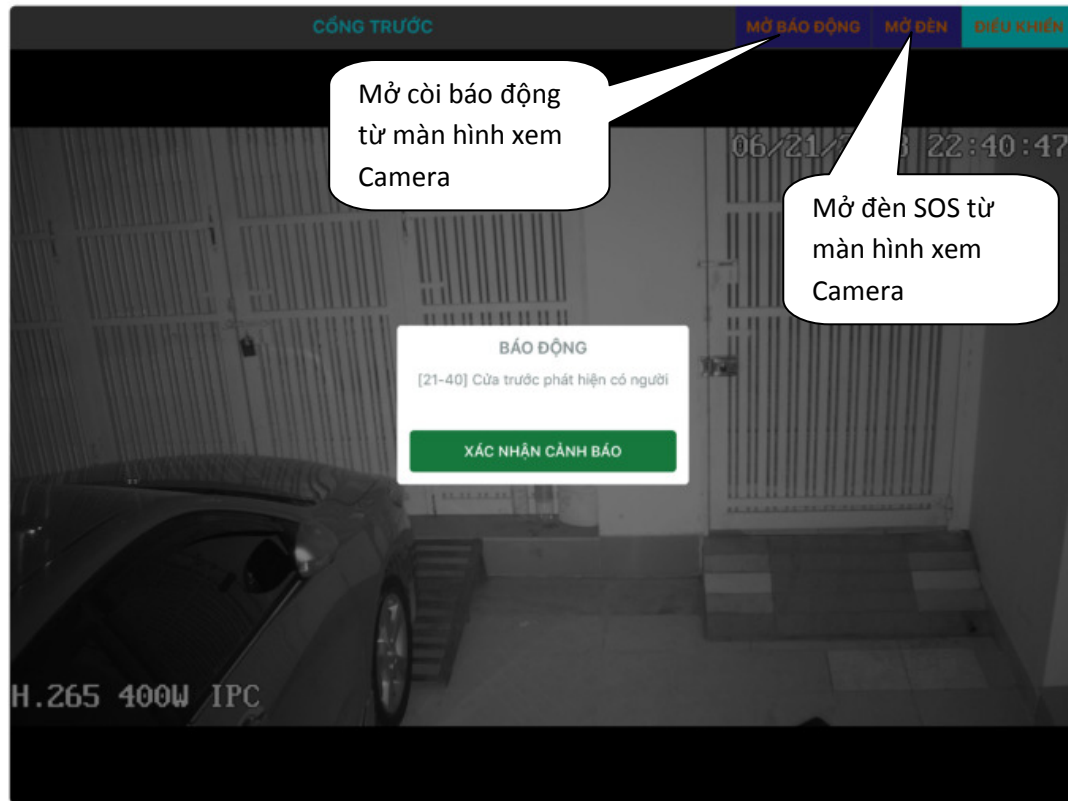 CỔNG TRƯỚC
MỞ BÁO ĐỘNG
MỞ ĐÈN
ĐIỀU KHIỂN
Mở còi báo động
từ màn hình xem
Camera
06/21/ 22:40:47
Mở đèn SOS từ
màn hình xem
Camera
BÁO ĐỘNG
[21-40] Cửa trước phát hiện có người
XÁC NHẬN CẢNH BÁO
H.265 400W IPC